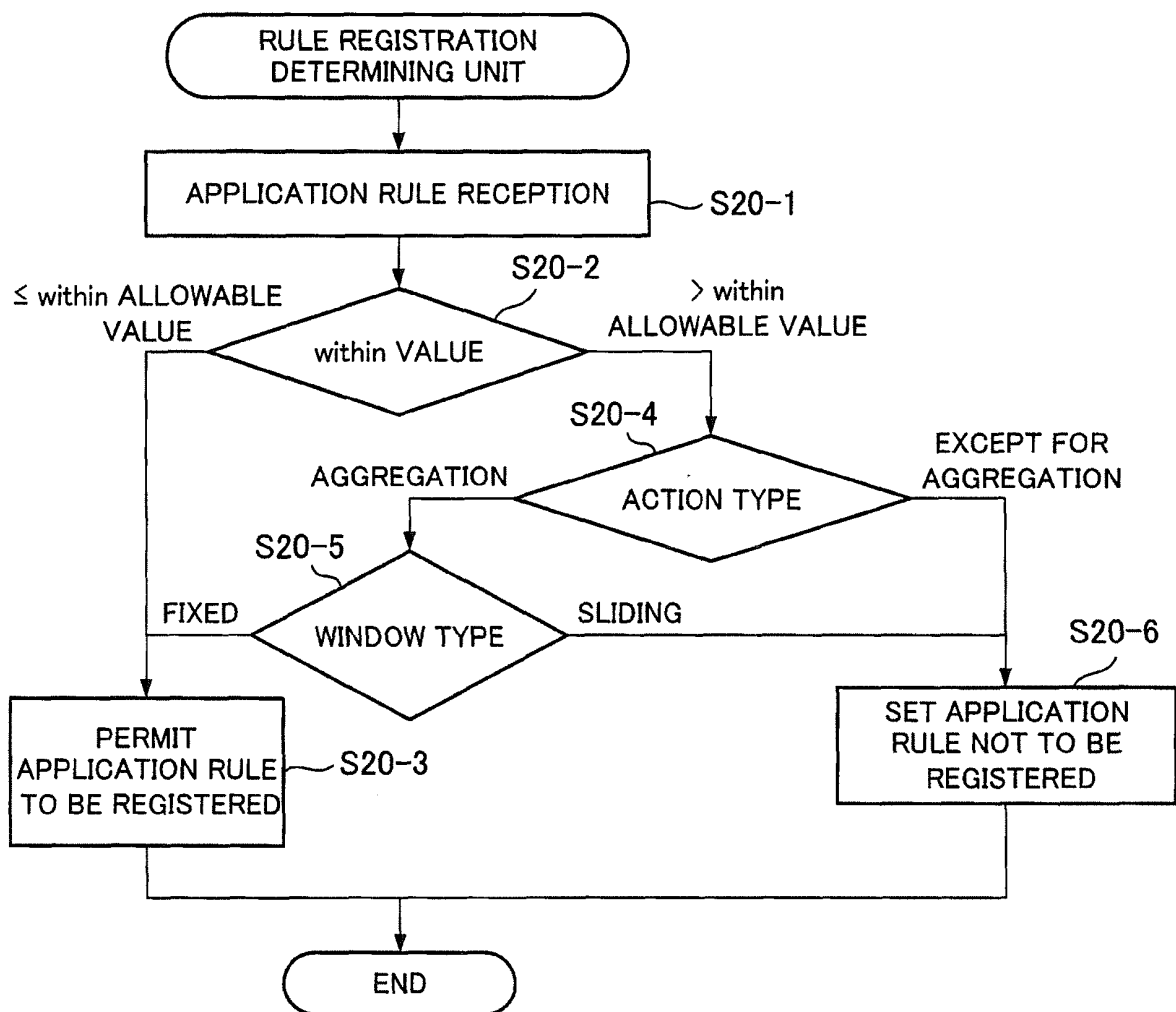 RULE REGISTRATION
DETERMINING UNIT
APPLICATION RULE RECEPTION
S20-1
S20-2
≤ within ALLOWABLE
VALUE
> within
ALLOWABLE VALUE
within VALUE
S20-4
AGGREGATION
EXCEPT FOR
AGGREGATION
ACTION TYPE
S20-5
FIXED
WINDOW TYPE
SLIDING
S20-6
PERMIT
APPLICATION RULE
TO BE REGISTERED
S20-3
SET APPLICATION
RULE NOT TO BE
REGISTERED
END